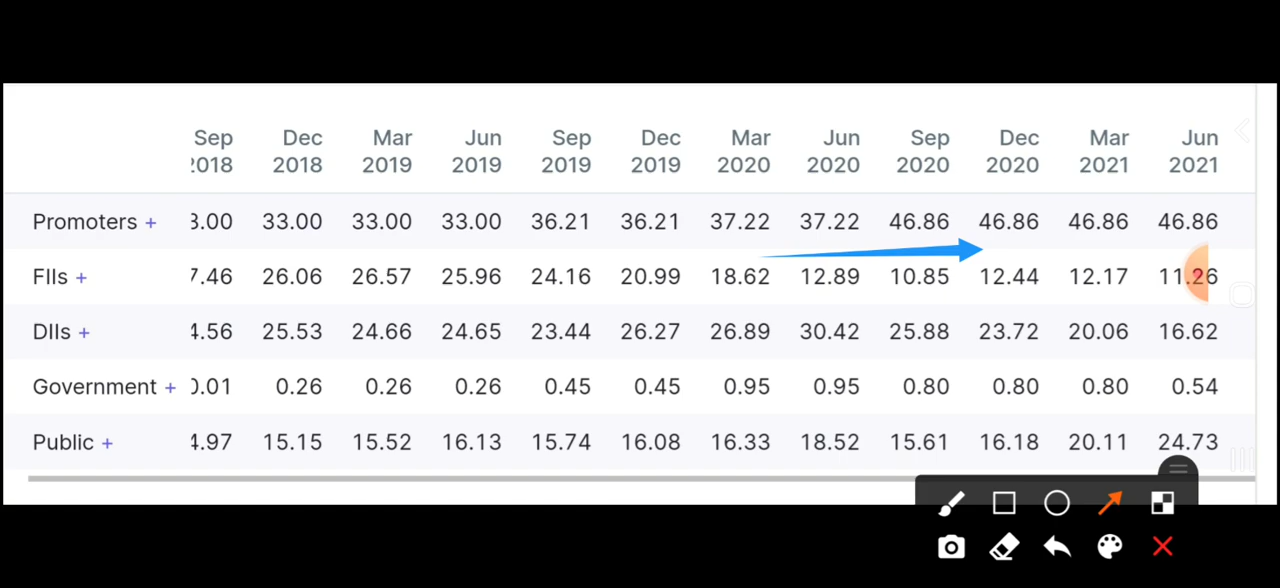 Sep Dec Mar Jun Sep Dec Mar Jun Sep Dec Mar Jun
2018 2018 2019 2019 2019 2019 2020 2020 2020 2020 2021 2021
Promoters + 3.00 33.00 33.00 33.00 36.21 36.21 37.22 37.22 46.86 46.86 46.86 46.86
FIIs + 7.46 26.06 26.57 25.96 24.16 20.99 18.62 12.89 10.85 12.44 12.17 11.26
DIIs + 4.56 25.53 24.66 24.65 23.44 26.27 26.89 30.42 25.88 23.72 20.06 16.62
Government + 0.01 0.26 0.26 0.26 0.45 0.45 0.95 0.95 0.80 0.80 0.80 0.54
Public + 4.97 15.15 15.52 16.13 15.74 16.08 16.33 18.52 15.61 16.18 20.11 24.73